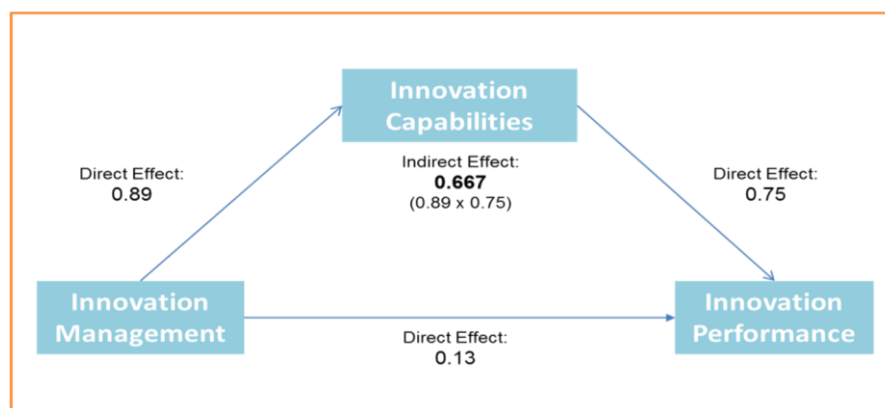 Innovation
Capabilities
Direct Effect:
0.89
Indirect Effect:
0.667
(0.89 x 0.75)
Direct Effect:
0.75
Innovation
Management
Innovation
Performance
Direct Effect:
0.13